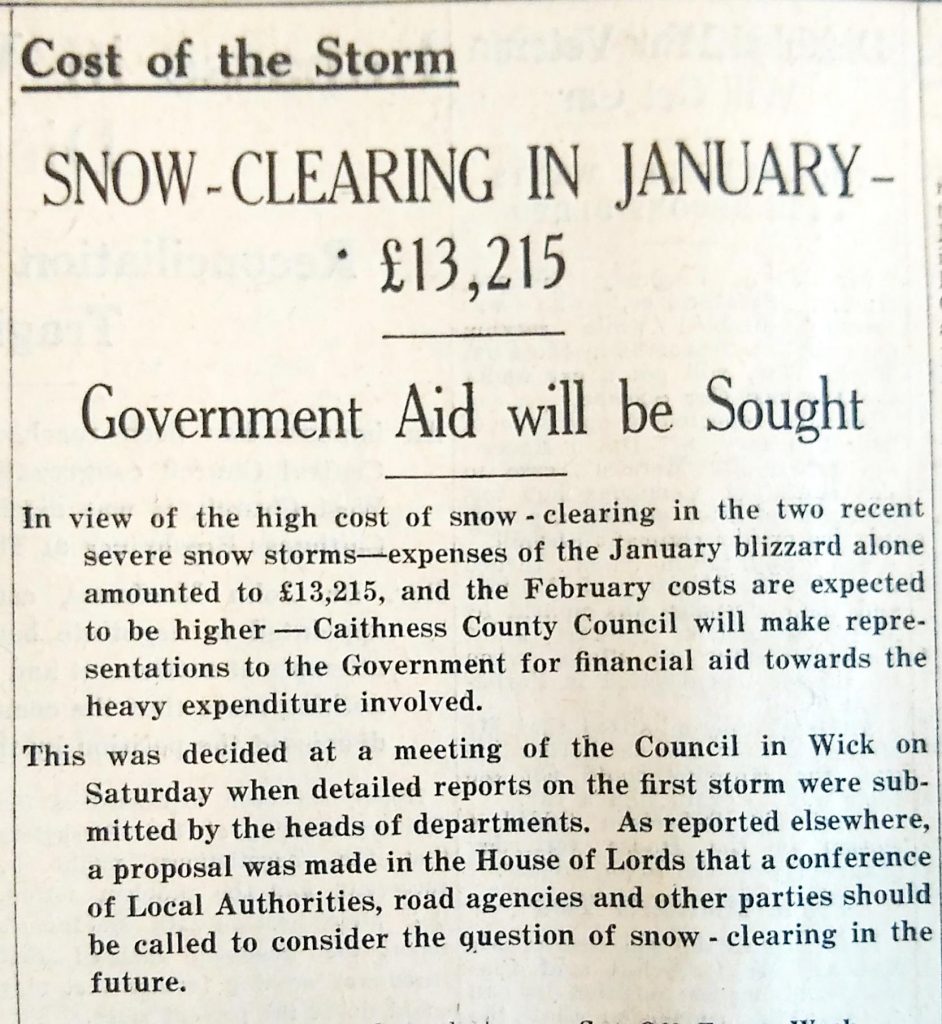 Cost of the Storm
SNOW-CLEARING IN JANUARY-
£13,215
Government Aid will be Sought
In view of the high cost of snow-clearing in the two recent
severe snow storms—expenses of the January blizzard alone
amounted to £13,215, and the February costs are expected
to be higher — Caithness County Council will make repre-
sentations to the Government for financial aid towards the
heavy expenditure involved.
This was decided at a meeting of the Council in Wick on
Saturday when detailed reports on the first storm were sub-
mitted by the heads of departments. As reported elsewhere,
a proposal was made in the House of Lords that a conference
of Local Authorities, road agencies and other parties should
be called to consider the question of snow-clearing in the
future.